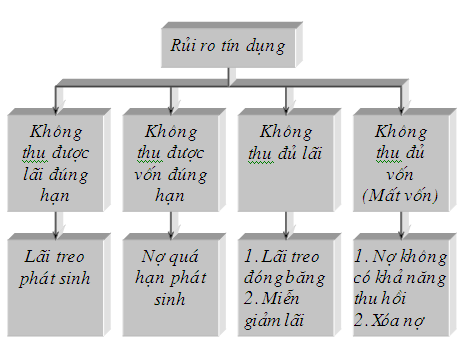 Rủi ro tín dụng
Không
thu được
lãi đúng
hạn
Không
thu được
vốn đúng
hạn
Không
thu đủ lãi
Không
thu đủ
vốn
(Mất vốn)
Lãi treo
phát sinh
Nợ quá
hạn phát
sinh
1. Lãi treo
đóng băng
2. Miễn
giảm lãi
1. Nợ không
có khả năng
thu hồi
2. Xóa nợ